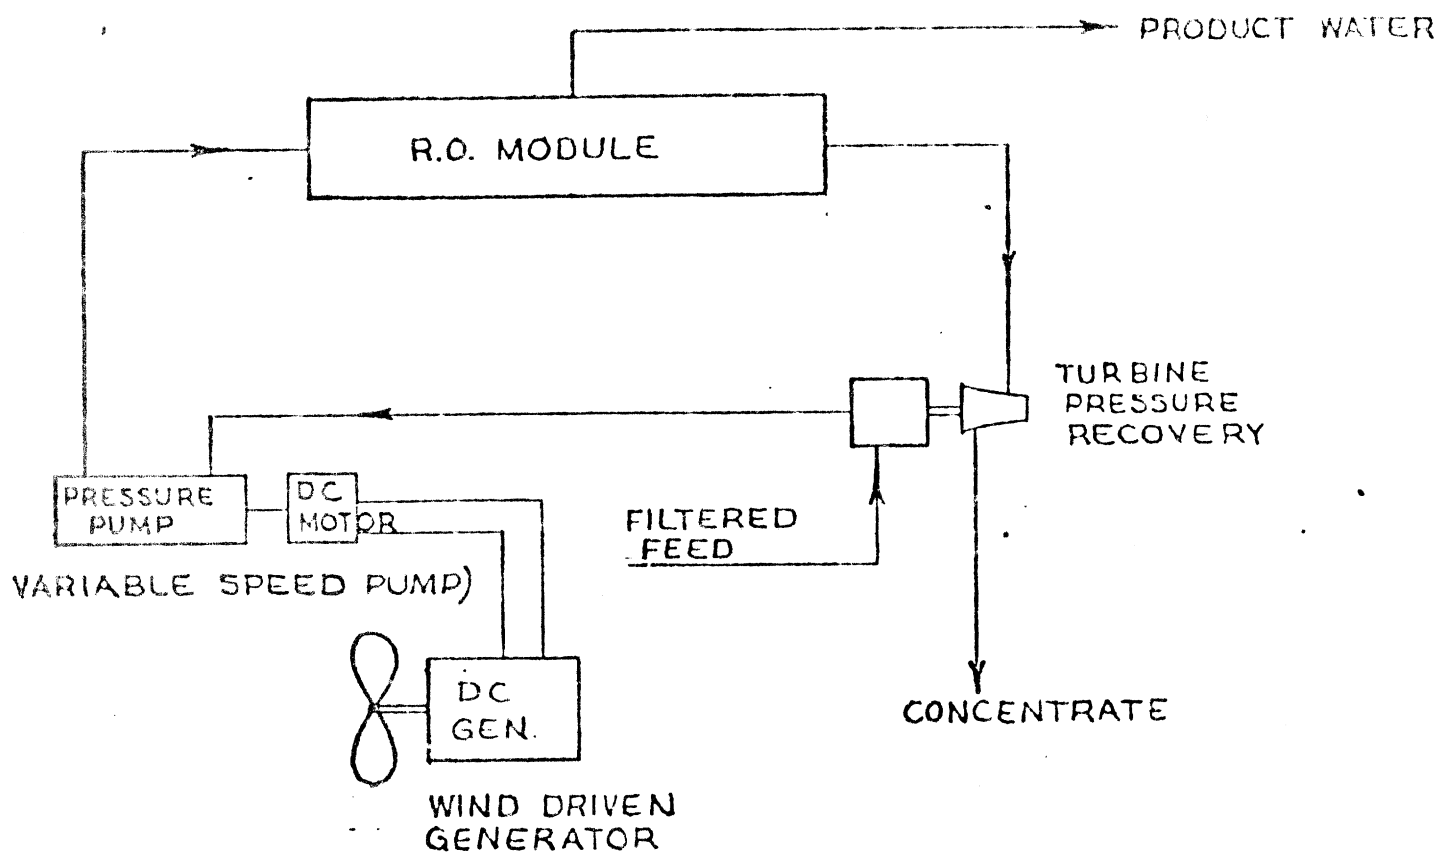 PRODUCT WATER
R.O. MODULE
TURBINE
PRESSURE
RECOVERY
PRESSURE
PUMP
DC
MOTOR
FILTERED
FEED
VARIABLE SPEED PUMP)
DC
GEN.
CONCENTRATE
WIND DRIVEN
GENERATOR